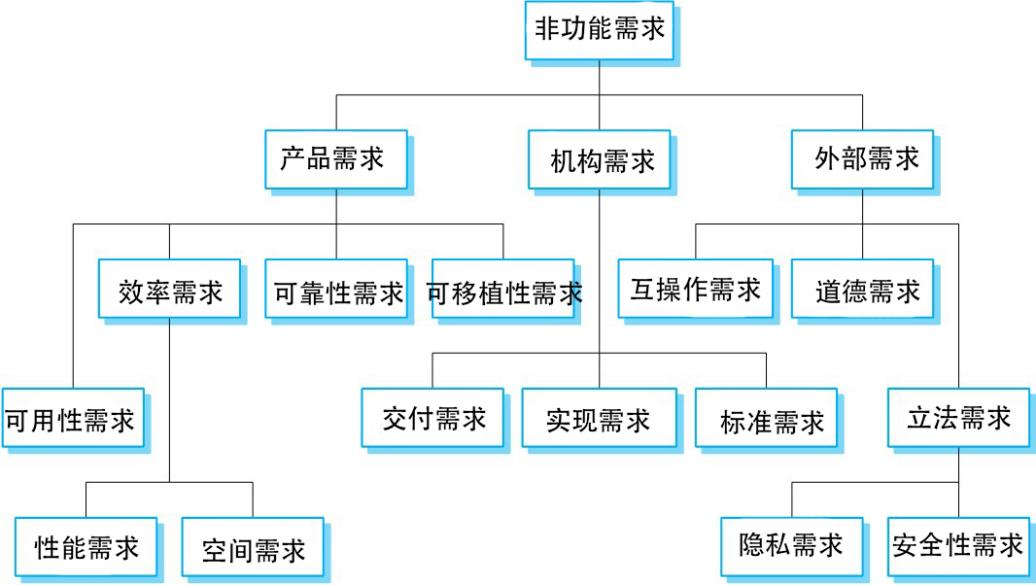 非功能需求
产品需求
机构需求
外部需求
效率需求
可靠性需求
可移植性需求
互操作需求
道德需求
可用性需求
交付需求
实现需求
标准需求
立法需求
性能需求
空间需求
隐私需求
安全性需求